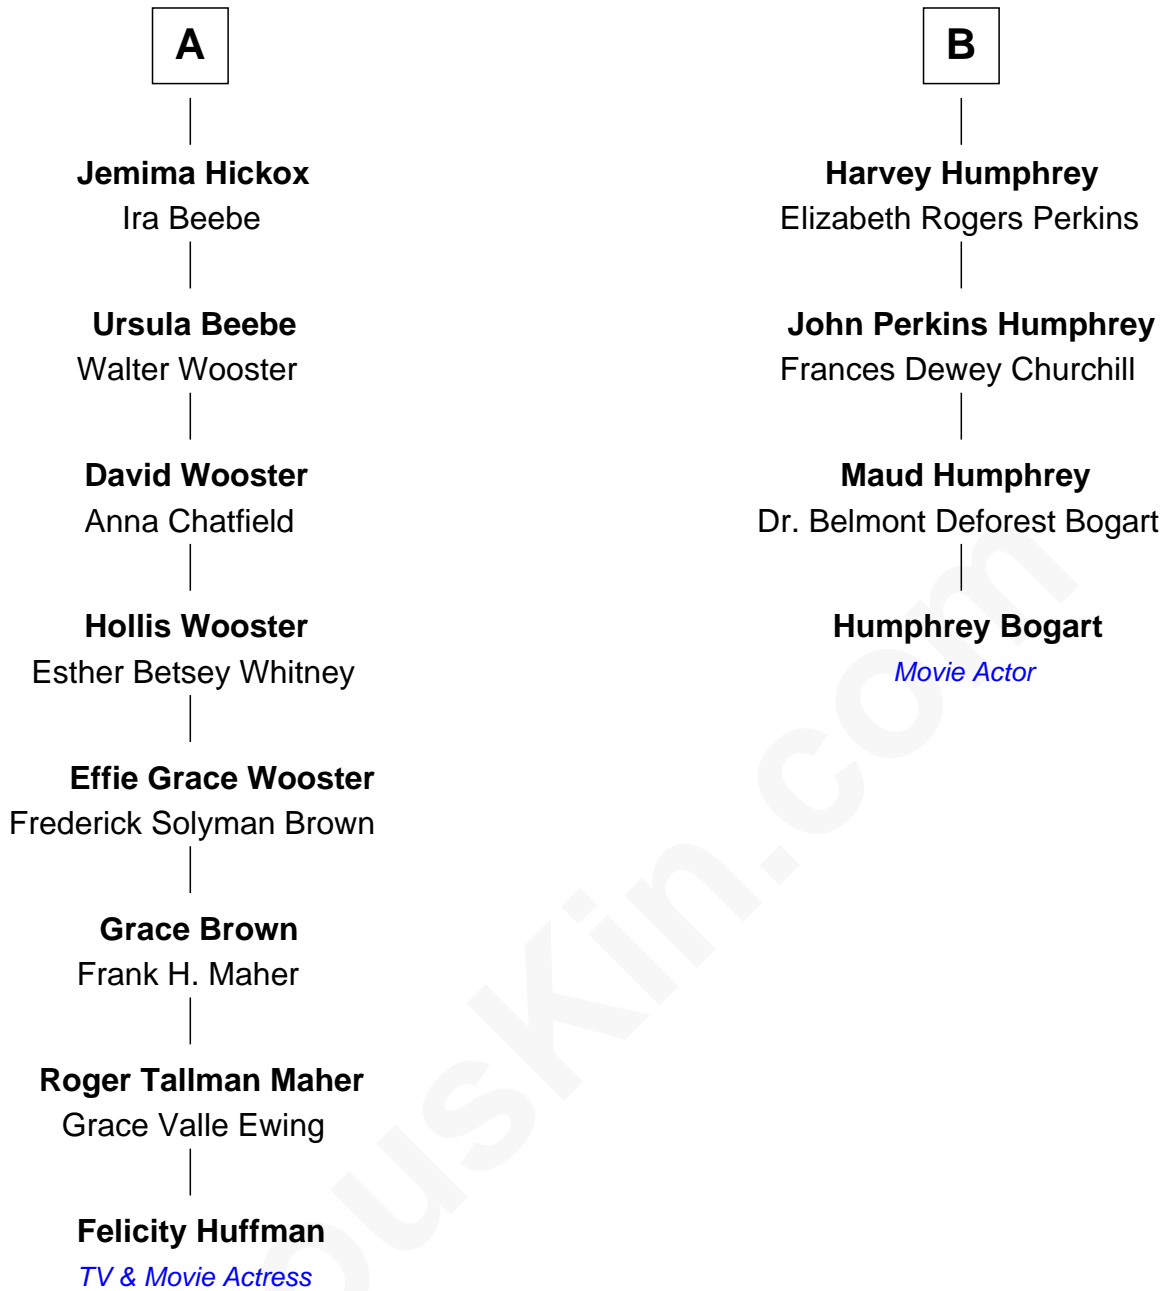 A
Jemima Hickox
Ira Beebe
Ursula Beebe
Walter Wooster
David Wooster
Anna Chatfield
Hollis Wooster
Esther Betsey Whitney
Effie Grace Wooster
Frederick Solyman Brown
Grace Brown
Frank H. Maher
Roger Tallman Maher
Grace Valle Ewing
Felicity Huffman
TV & Movie Actress
B
Harvey Humphrey
Elizabeth Rogers Perkins
John Perkins Humphrey
Frances Dewey Churchill
Maud Humphrey
Dr. Belmont Deforest Bogart
Humphrey Bogart
Movie Actor
ousKin.com